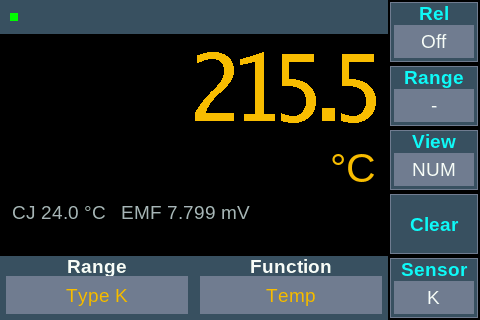 Rel
Off
215.5
°C
Range
-
View
NUM
CJ 24.0 °C EMF 7.799 mV
Clear
Range
Type K
Function
Temp
Sensor
K